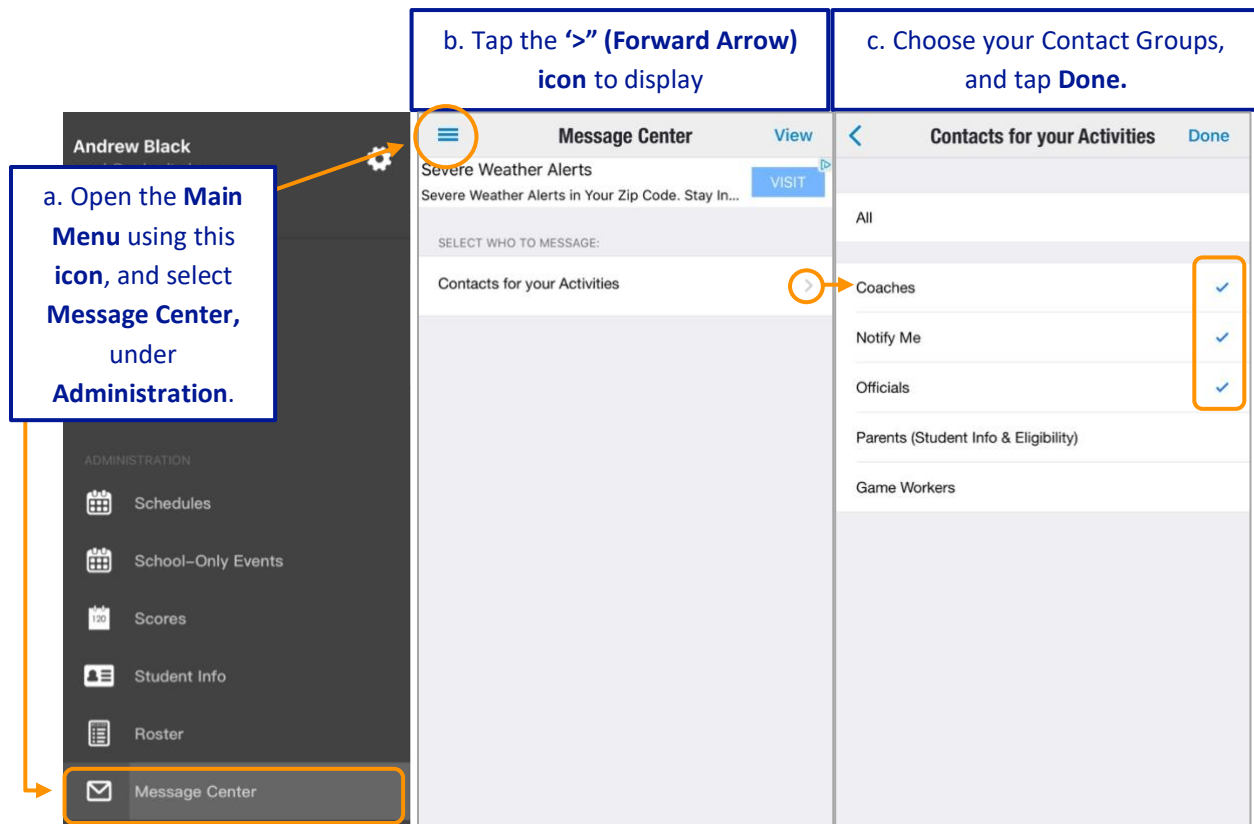 b. Tap the ‘>” (Forward Arrow)
icon to display
c. Choose your Contact Groups,
and tap Done.
Andrew Black
a. Open the Main
Menu using this
icon, and select
Message Center,
under
Administration.
ADMINISTRATION
Schedules
School-Only Events
120
Scores
Student Info
Roster
Message Center
Message Center
View
Severe Weather Alerts
Severe Weather Alerts in Your Zip Code. Stay In...
VISIT
SELECT WHO TO MESSAGE:
Contacts for your Activities
Contacts for your Activities
Done
All
Coaches
Notify Me
Officials
Parents (Student Info & Eligibility)
Game Workers